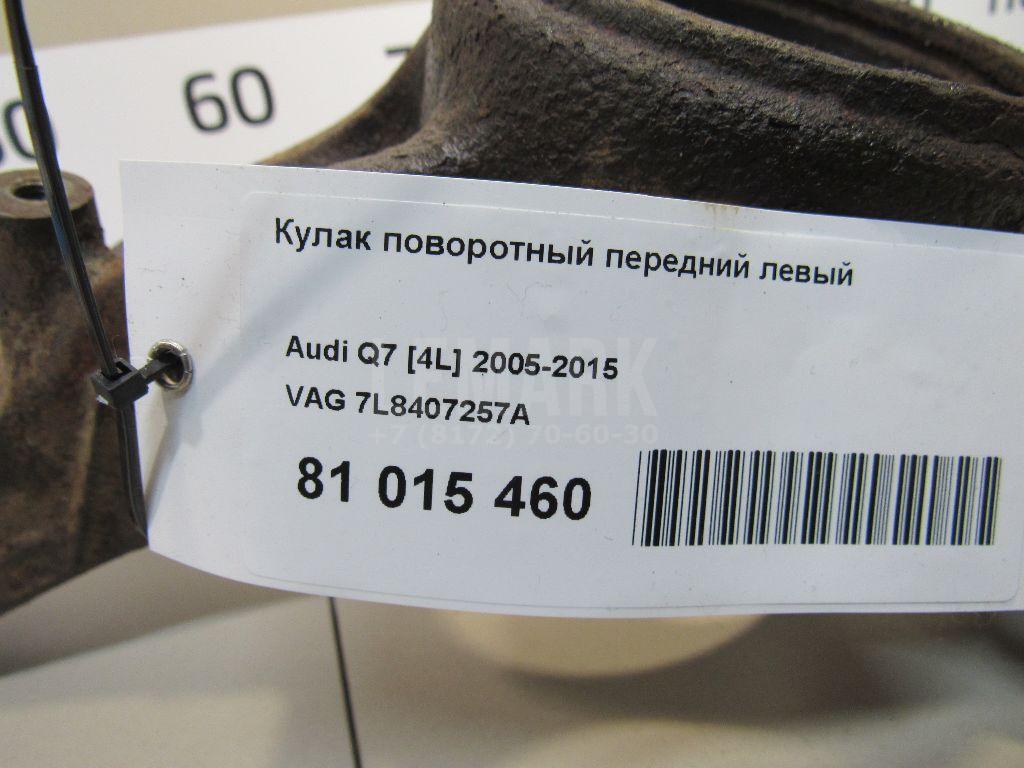 60
Кулак поворотный передний левый
Audi Q7 [4L] 2005-2015
VAG 7L8407257A
LEMARK
+7 (8172) 70-60-30
81 015 460